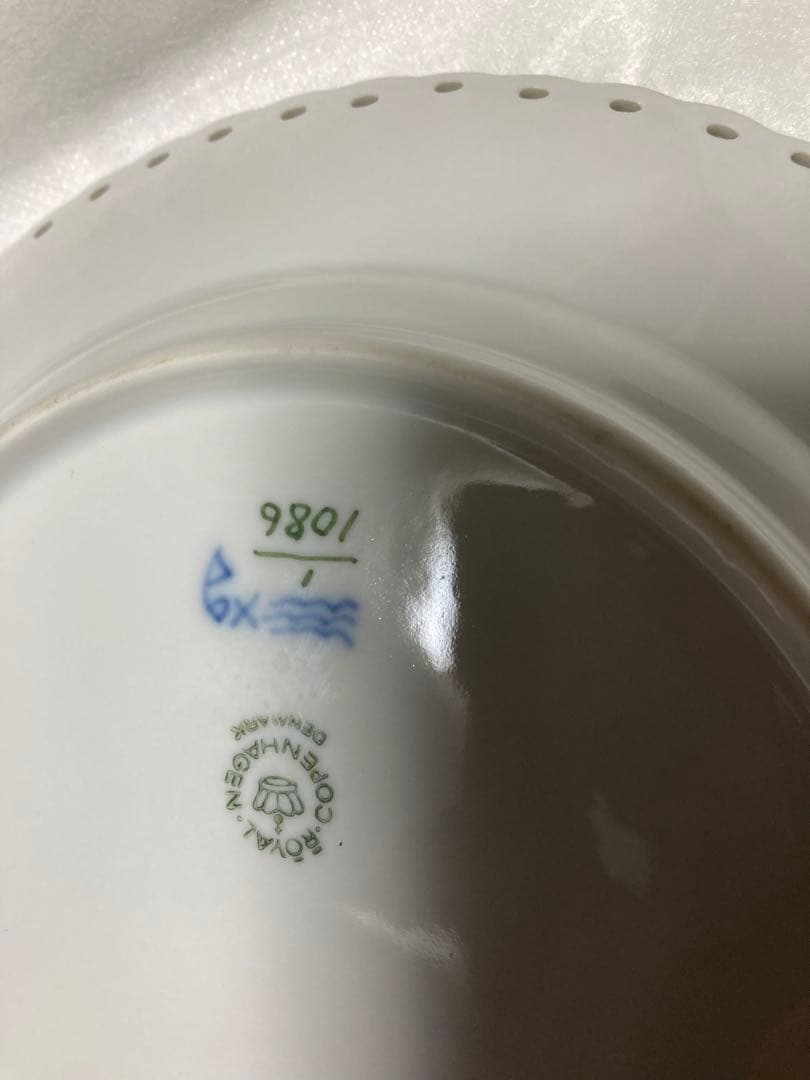 ROYAL. COPENHAGEN.
DENMARK
1
1086